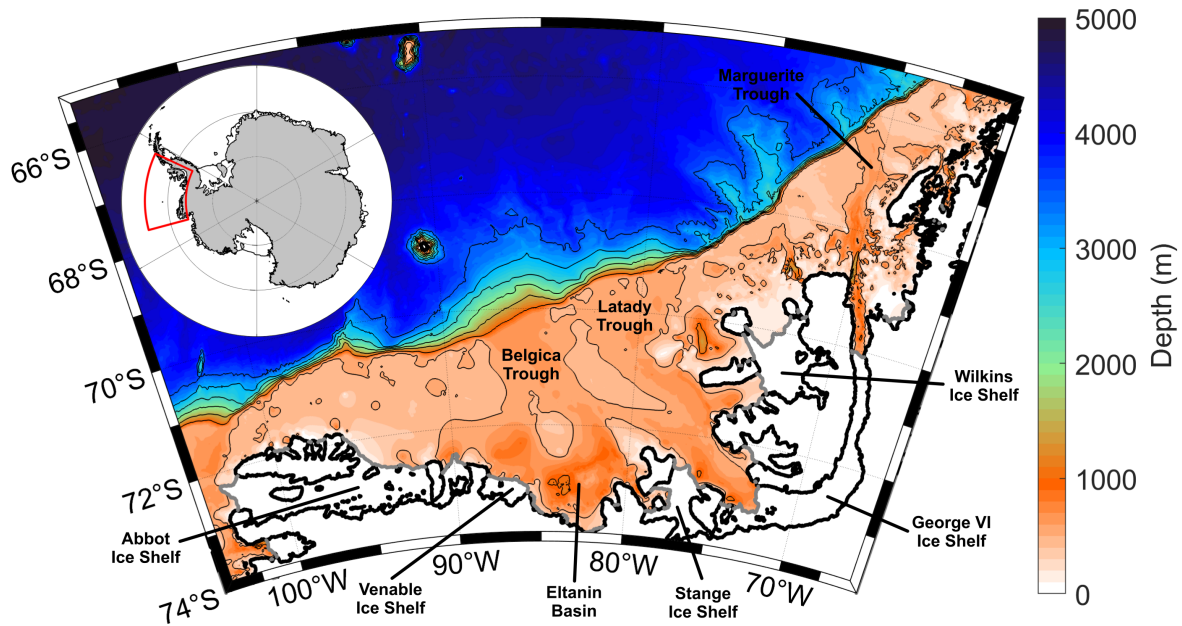 5000
4000
3000
2000
1000
0
Depth (m)
Marguerite
Trough
66°S
68°S
70°S
72°S
74°S
Latady
Trough
Belgica
Trough
Wilkins
Ice Shelf
George VI
Ice Shelf
Abbot
Ice Shelf
100°W
90°W
80°W
70°W
Venable
Ice Shelf
Eltanin
Basin
Stange
Ice Shelf